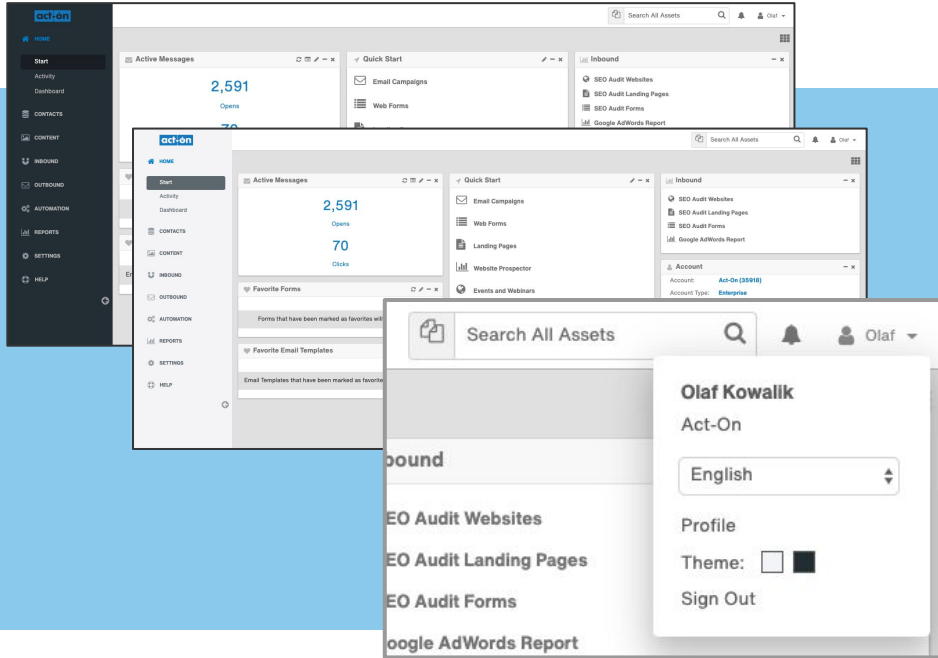 act-on
Search All Assets
Olaf
HOME
Start
Activity
Dashboard
CONTACTS
CONTENT
INBOUND
OUTBOUND
AUTOMATION
REPORTS
SETTINGS
HELP
Active Messages
2,591
Opens
70
Quick Start
Email Campaigns
Web Forms
Inbound
SEO Audit Websites
SEO Audit Landing Pages
SEO Audit Forms
Google AdWords Report
act-on
Search All Assets
Olaf
HOME
Start
Activity
Dashboard
CONTACTS
CONTENT
INBOUND
OUTBOUND
AUTOMATION
REPORTS
SETTINGS
HELP
Active Messages
2,591
Opens
70
Clicks
Favorite Forms
Forms that have been marked as favorites will
Favorite Email Templates
Email Templates that have been marked as favorite
Quick Start
Email Campaigns
Web Forms
Landing Pages
Website Prospector
Events and Webinars
Inbound
SEO Audit Websites
SEO Audit Landing Pages
SEO Audit Forms
Google AdWords Report
Account
Account: Act-On (35918)
Account Type: Enterprise
Search All Assets
Olaf
Olaf Kowalik
Act-On
English
Profile
Theme:
Sign Out
bound
EO Audit Websites
EO Audit Landing Pages
EO Audit Forms
oogle AdWords Report